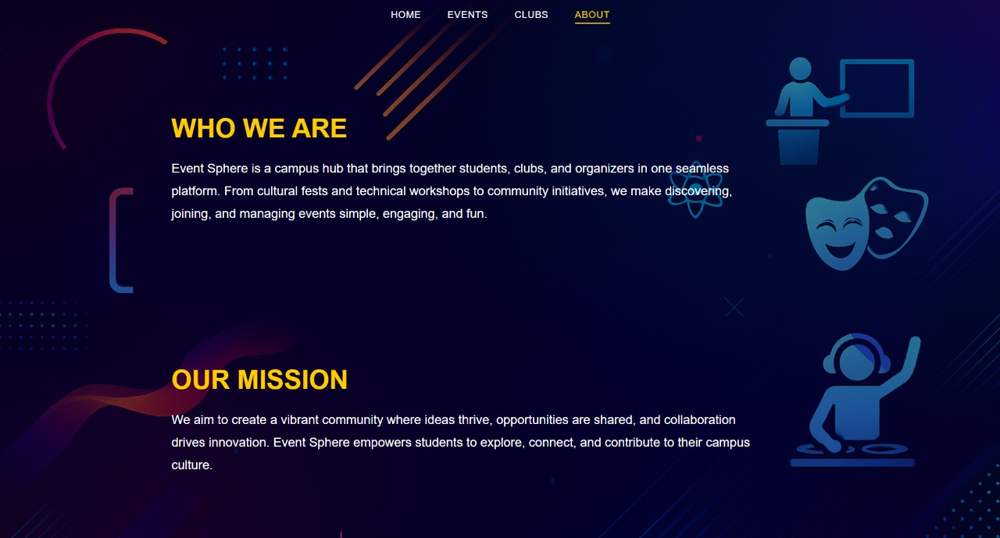 HOME EVENTS CLUBS ABOUT
WHO WE ARE
Event Sphere is a campus hub that brings together students, clubs, and organizers in one seamless
platform. From cultural fests and technical workshops to community initiatives, we make discovering,
joining, and managing events simple, engaging, and fun.
OUR MISSION
We aim to create a vibrant community where ideas thrive, opportunities are shared, and collaboration
drives innovation. Event Sphere empowers students to explore, connect, and contribute to their campus
culture.